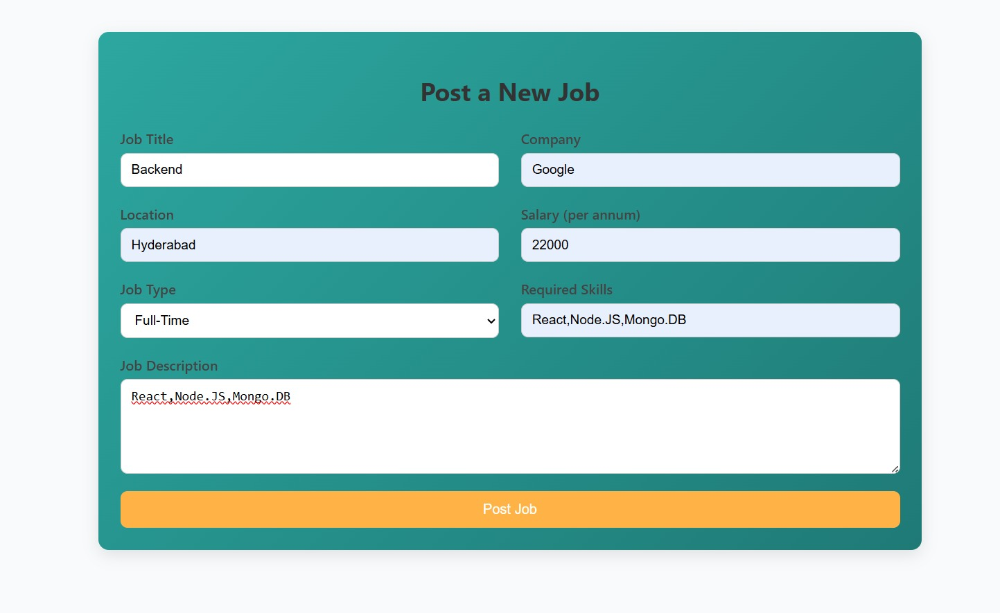 Post a New Job
Job Title
Company
Backend
Google
Location
Salary (per annum)
Hyderabad
22000
Job Type
Required Skills
Full-Time
React,Node.JS,Mongo.DB
Job Description
React,Node.JS,Mongo.DB
Post Job